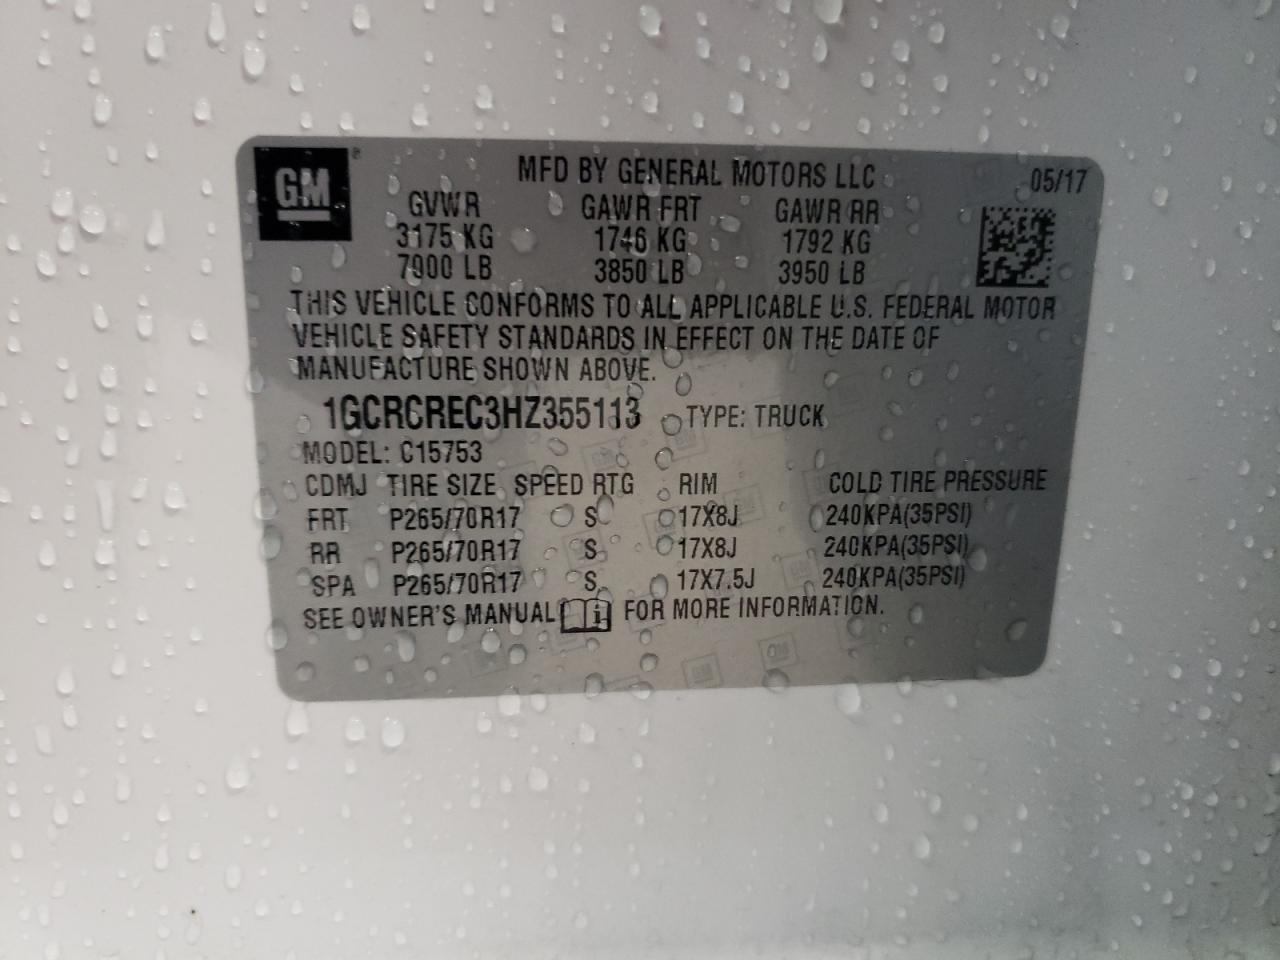 GM®
MFD BY GENERAL MOTORS LLC 05/17
GVWR GAWR FRT GAWR RR
3175 KG 1746 KG 1792 KG
7000 LB 3850 LB 3950 LB
THIS VEHICLE CONFORMS TO ALL APPLICABLE U.S. FEDERAL MOTOR
VEHICLE SAFETY STANDARDS IN EFFECT ON THE DATE OF
MANUFACTURE SHOWN ABOVE.
1GCRCREC3HZ355113 TYPE: TRUCK
MODEL: C15753
CDMJ TIRE SIZE SPEED RTG RIM COLD TIRE PRESSURE
FRT P265/70R17 S 17X8J 240KPA(35PSI)
RR P265/70R17 S 17X8J 240KPA(35PSI)
SPA P265/70R17 S 17X7.5J 240KPA(35PSI)
SEE OWNER'S MANUAL FOR MORE INFORMATION.